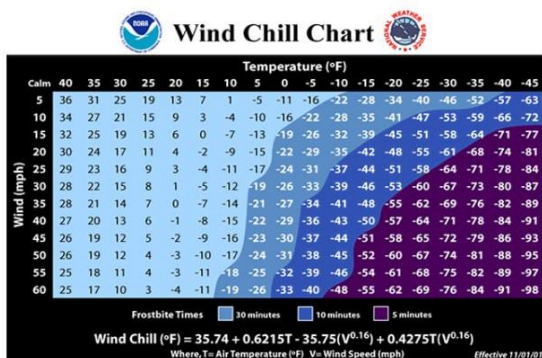 NOAA
Wind Chill Chart
NATIONAL WEATHER SERVICE
Temperature (ºF)
Calm 40 35 30 25 20 15 10 5 0 -5 -10 -15 -20 -25 -30 -35 -40 -45
5 36 31 25 19 13 7 1 -5 -11 -16 -22 -28 -34 -40 -46 -52 -57 -63
10 34 27 21 15 9 3 -4 -10 -16 -22 -28 -35 -41 -47 -53 -59 -66 -72
15 32 25 19 13 6 0 -7 -13 -19 -26 -32 -39 -45 -51 -58 -64 -71 -77
20 30 24 17 11 4 -2 -9 -15 -22 -29 -35 -42 -48 -55 -61 -68 -74 -81
25 29 23 16 9 3 -4 -11 -17 -24 -31 -37 -44 -51 -58 -64 -71 -78 -84
30 28 22 15 8 1 -5 -12 -19 -26 -33 -39 -46 -53 -60 -67 -73 -80 -87
35 28 21 14 7 0 -7 -14 -21 -27 -34 -41 -48 -55 -62 -69 -76 -82 -89
40 27 20 13 6 -1 -8 -15 -22 -29 -36 -43 -50 -57 -64 -71 -78 -84 -91
45 26 19 12 5 -2 -9 -16 -23 -30 -37 -44 -51 -58 -65 -72 -79 -86 -93
50 26 19 12 4 -3 -10 -17 -24 -31 -38 -45 -52 -60 -67 -74 -81 -88 -95
55 25 18 11 4 -3 -11 -18 -25 -32 -39 -46 -54 -61 -68 -75 -82 -89 -97
60 25 17 10 3 -4 -11 -19 -26 -33 -40 -48 -55 -62 -69 -76 -84 -91 -98
Wind (mph)
Frostbite Times 30 minutes 10 minutes 5 minutes
Wind Chill (ºF) = 35.74 + 0.6215T - 35.75(V0.16) + 0.4275T(V0.16)
Where, T= Air Temperature (ºF) V= Wind Speed (mph)
Effective 11/01/01